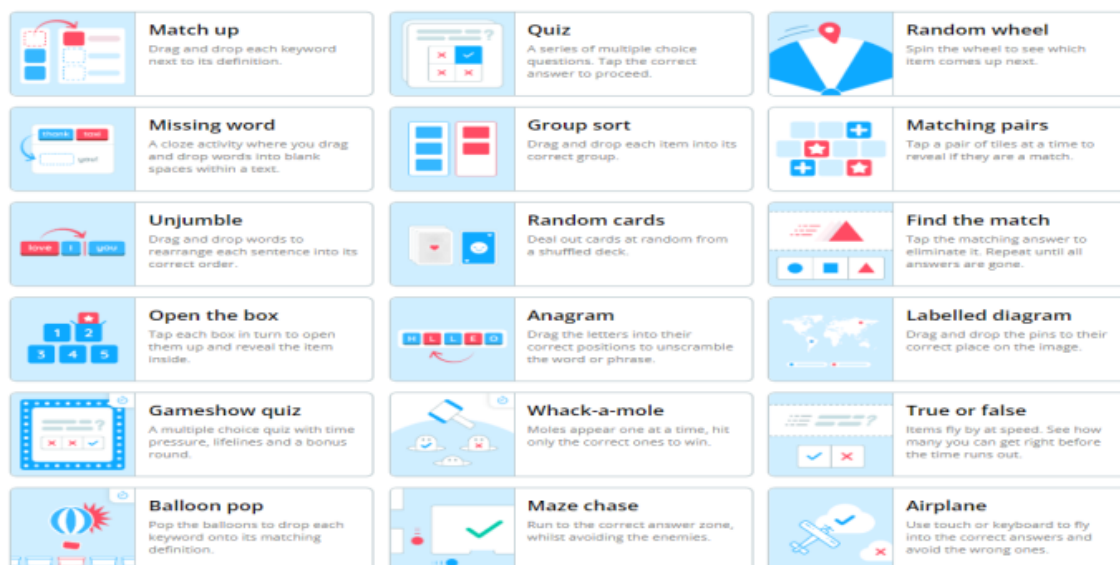 Match up
Drag and drop each keyword
next to its definition.
Quiz
A series of multiple choice
questions. Tap the correct
answer to proceed.
Random wheel
Spin the wheel to see which
item comes up next.
thank
taxi
you!
Missing word
A cloze activity where you drag
and drop words into blank
spaces within a text.
Group sort
Drag and drop each item into its
correct group.
Matching pairs
Tap a pair of tiles at a time to
reveal if they are a match.
love I you
Unjumble
Drag and drop words to
rearrange each sentence into its
correct order.
Random cards
Deal out cards at random from
a shuffled deck.
Find the match
Tap the matching answer to
eliminate it. Repeat until all
answers are gone.
1 2
3 4 5
Open the box
Tap each box in turn to open
them up and reveal the item
inside.
H L L E O
Anagram
Drag the letters into their
correct positions to unscramble
the word or phrase.
Labelled diagram
Drag and drop the pins to their
correct place on the image.
?
Gameshow quiz
A multiple choice quiz with time
pressure, lifelines and a bonus
round.
Whack-a-mole
Moles appear one at a time, hit
only the correct ones to win.
?
True or false
Items fly by at speed. See how
many you can get right before
the time runs out.
Balloon pop
Pop the balloons to drop each
keyword onto its matching
definition.
Maze chase
Run to the correct answer zone,
whilst avoiding the enemies.
Airplane
Use touch or keyboard to fly
into the correct answers and
avoid the wrong ones.